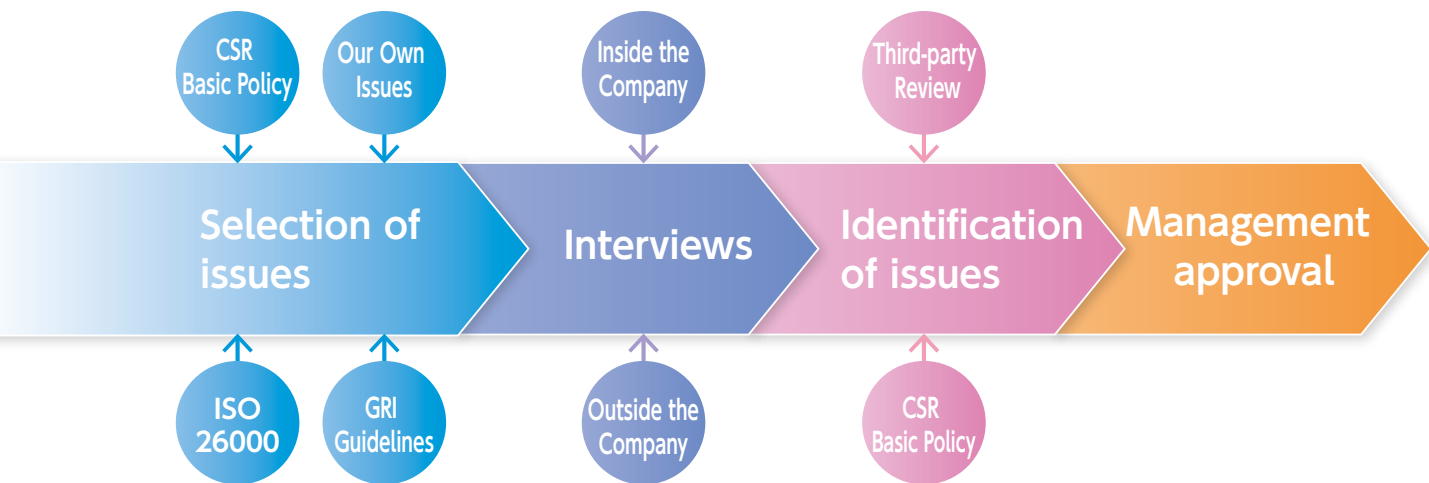 CSR
Basic Policy
Our Own
Issues
Inside the
Company
Third-party
Review
Selection of
issues
Interviews
Identification
of issues
Management
approval
ISO
26000
GRI
Guidelines
Outside the
Company
CSR
Basic Policy